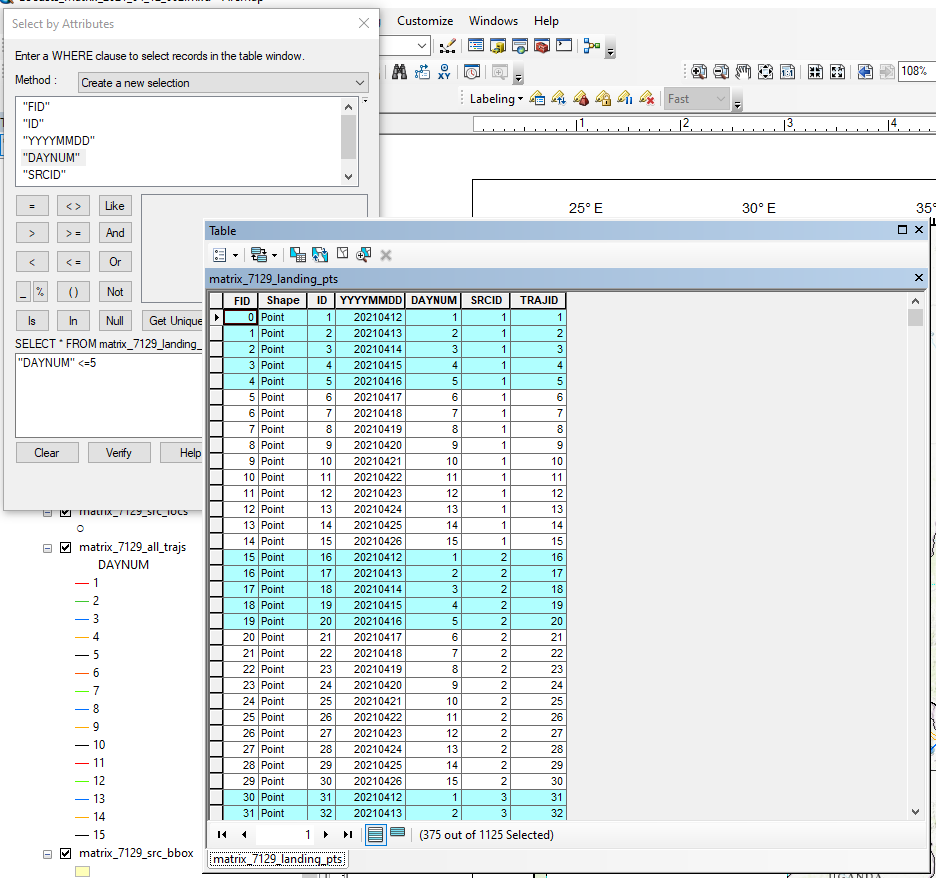 Select by Attributes
Customize Windows Help
Enter a WHERE clause to select records in the table window.
Method : Create a new selection
108%
"FID"
"ID"
"YYYYMMDD"
"DAYNUM"
"SRCID"
Labeling Fast
1 2 3 4
= < > Like
> > = And
< < = Or
_ % ( ) Not
Is In Null Get Unique
SELECT * FROM matrix_7129_landing_
"DAYNUM" <=5
Clear Verify Help
25° E 30° E 35°
Table
matrix_7129_landing_pts
FID Shape ID YYYYMMDD DAYNUM SRCID TRAJID
0 Point 1 20210412 1 1 1
1 Point 2 20210413 2 1 2
2 Point 3 20210414 3 1 3
3 Point 4 20210415 4 1 4
4 Point 5 20210416 5 1 5
5 Point 6 20210417 6 1 6
6 Point 7 20210418 7 1 7
7 Point 8 20210419 8 1 8
8 Point 9 20210420 9 1 9
9 Point 10 20210421 10 1 10
10 Point 11 20210422 11 1 11
11 Point 12 20210423 12 1 12
12 Point 13 20210424 13 1 13
13 Point 14 20210425 14 1 14
14 Point 15 20210426 15 1 15
15 Point 16 20210412 1 2 16
16 Point 17 20210413 2 2 17
17 Point 18 20210414 3 2 18
18 Point 19 20210415 4 2 19
19 Point 20 20210416 5 2 20
20 Point 21 20210417 6 2 21
21 Point 22 20210418 7 2 22
22 Point 23 20210419 8 2 23
23 Point 24 20210420 9 2 24
24 Point 25 20210421 10 2 25
25 Point 26 20210422 11 2 26
26 Point 27 20210423 12 2 27
27 Point 28 20210424 13 2 28
28 Point 29 20210425 14 2 29
29 Point 30 20210426 15 2 30
30 Point 31 20210412 1 3 31
31 Point 32 20210413 2 3 32
1 (375 out of 1125 Selected)
matrix_7129_landing_pts
matrix_7129_src_locs
matrix_7129_all_trajs
DAYNUM
1
2
3
4
5
6
7
8
9
10
11
12
13
14
15
matrix_7129_src_bbox